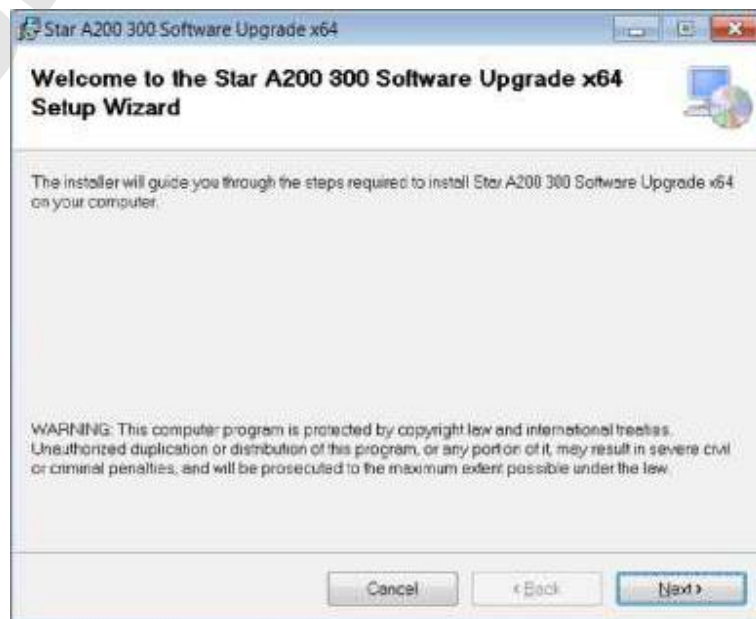 Star A200 300 Software Upgrade x64
Welcome to the Star A200 300 Software Upgrade x64
Setup Wizard
The installer will guide you through the steps required to install Star A200 300 Software Upgrade x64
on your computer.
WARNING: This computer program is protected by copyright law and international treaties.
Unauthorized duplication or distribution of this program, or any portion of it, may result in severe civil
or criminal penalties, and will be prosecuted to the maximum extent possible under the law.
Cancel
< Back
Next >